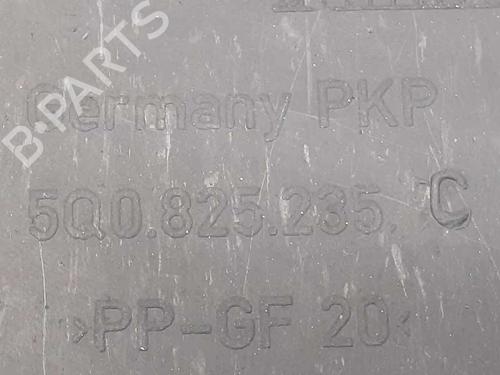 Germany PKP
5Q0.825.235. C
>PP-GF 20<
B-PARTS